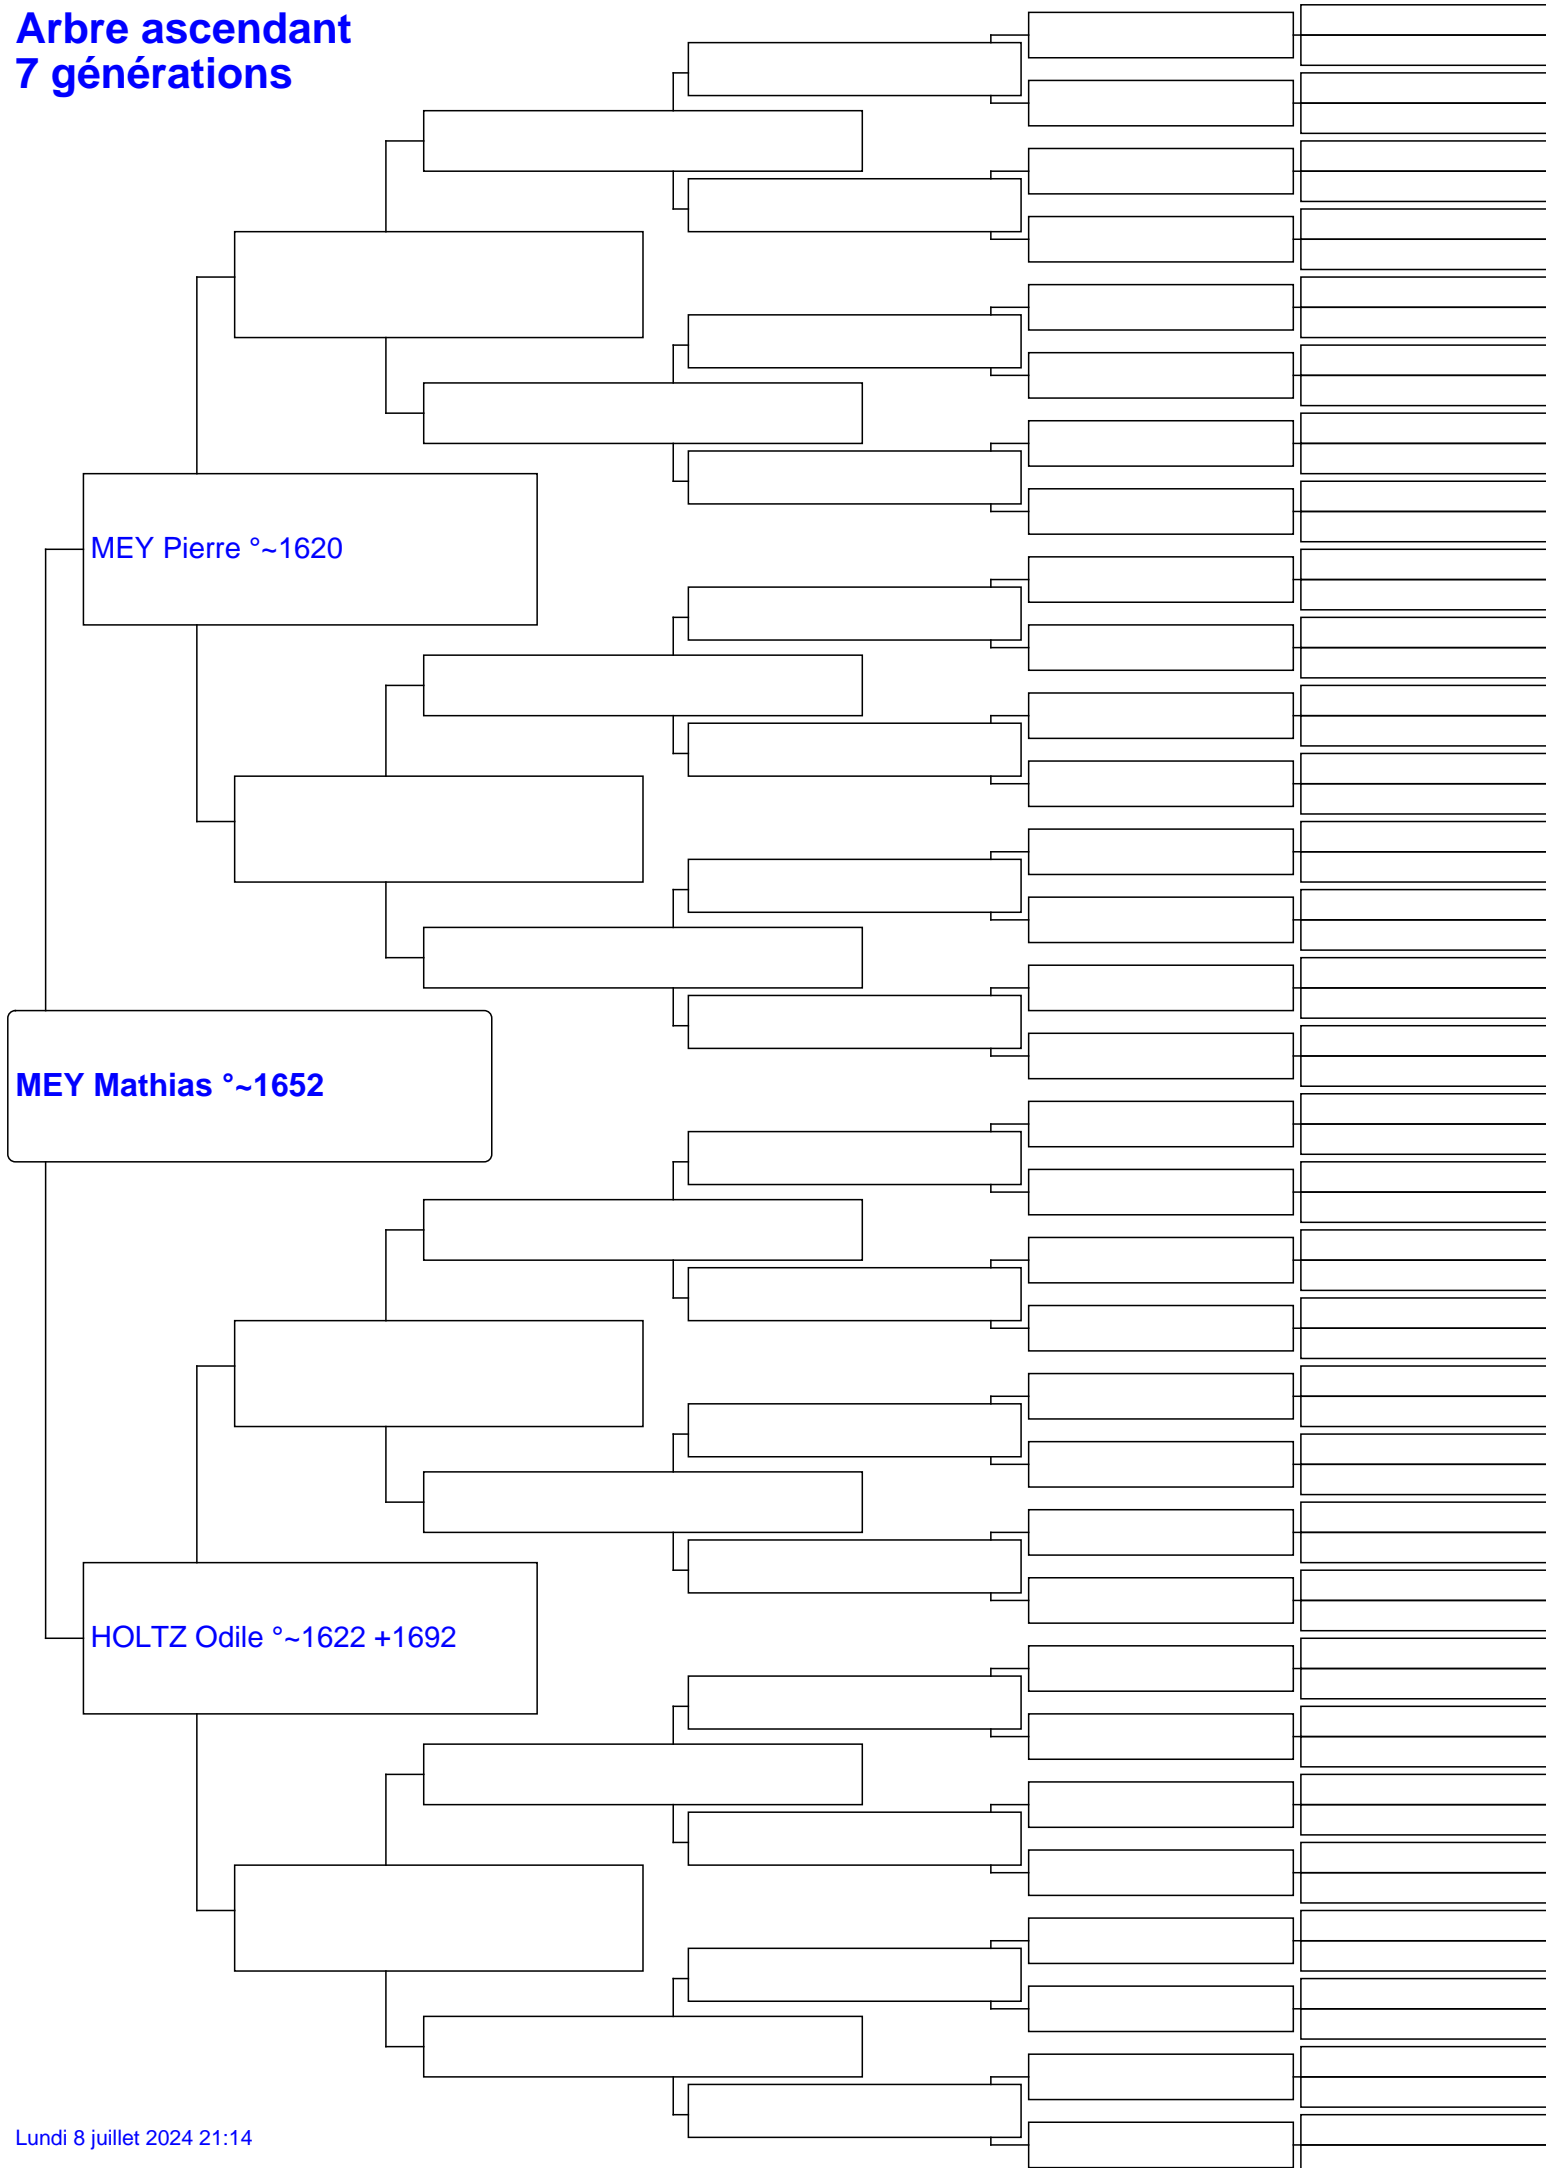 Arbre ascendant
7 générations
MEY Pierre °~1620
MEY Mathias °~1652
HOLTZ Odile °~1622 +1692
Lundi 8 juillet 2024 21:14